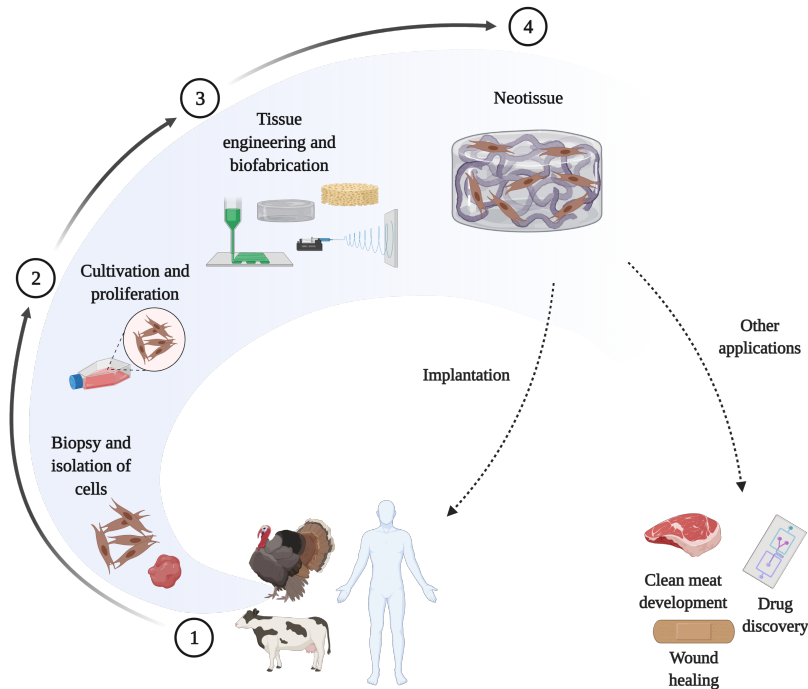 4
3
Neotissue
Tissue
engineering and
biofabrication
2
Cultivation and
proliferation
Other
applications
Implantation
Biopsy and
isolation of
cells
Clean meat
development
Drug
discovery
1
Wound
healing